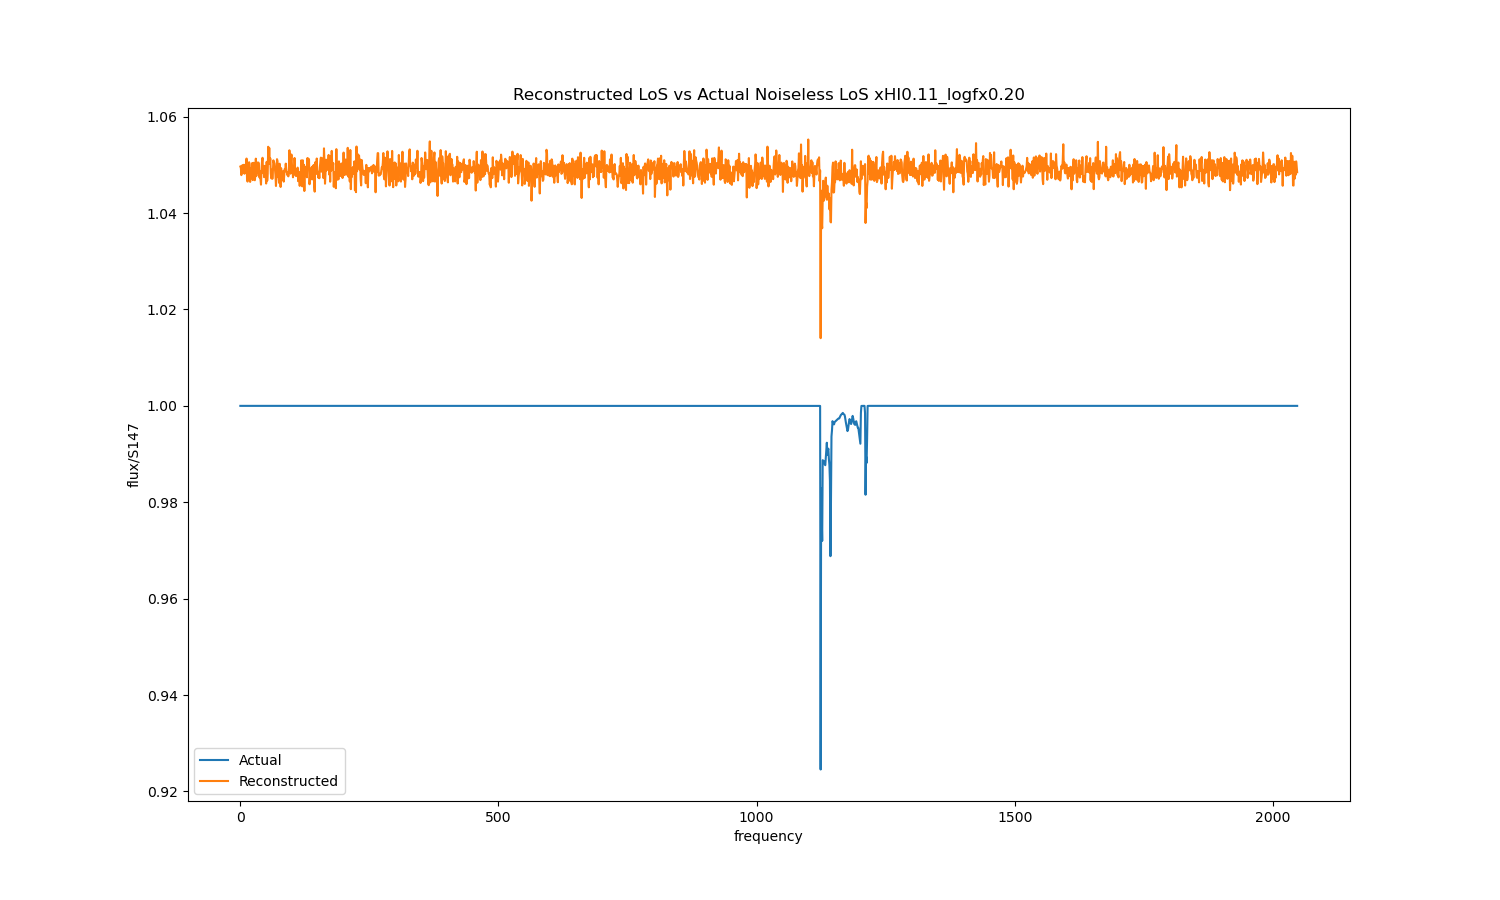 Reconstructed LoS vs Actual Noiseless LoS xHI0.11_logfx0.20
1.06
1.04
1.02
1.00
0.98
0.96
0.94
0.92
flux/S147
Actual
Reconstructed
0 500 1000 1500 2000
frequency